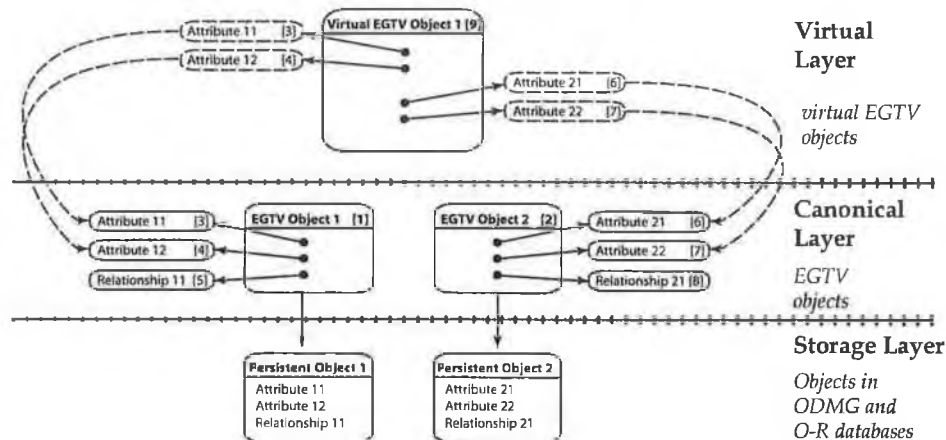 Virtual EGTV Object 1 [9]
Attribute 11 [3]
Attribute 12 [4]
Attribute 21 [6]
Attribute 22 [7]
Virtual
Layer
virtual EGTV
objects
Attribute 11 [3]
Attribute 12 [4]
Relationship 11 [5]
EGTV Object 1 [1]
EGTV Object 2 [2]
Attribute 21 [6]
Attribute 22 [7]
Relationship 21 [8]
Canonical
Layer
EGTV
objects
Persistent Object 1
Attribute 11
Attribute 12
Relationship 11
Persistent Object 2
Attribute 21
Attribute 22
Relationship 21
Storage Layer
Objects in
ODMG and
O-R databases